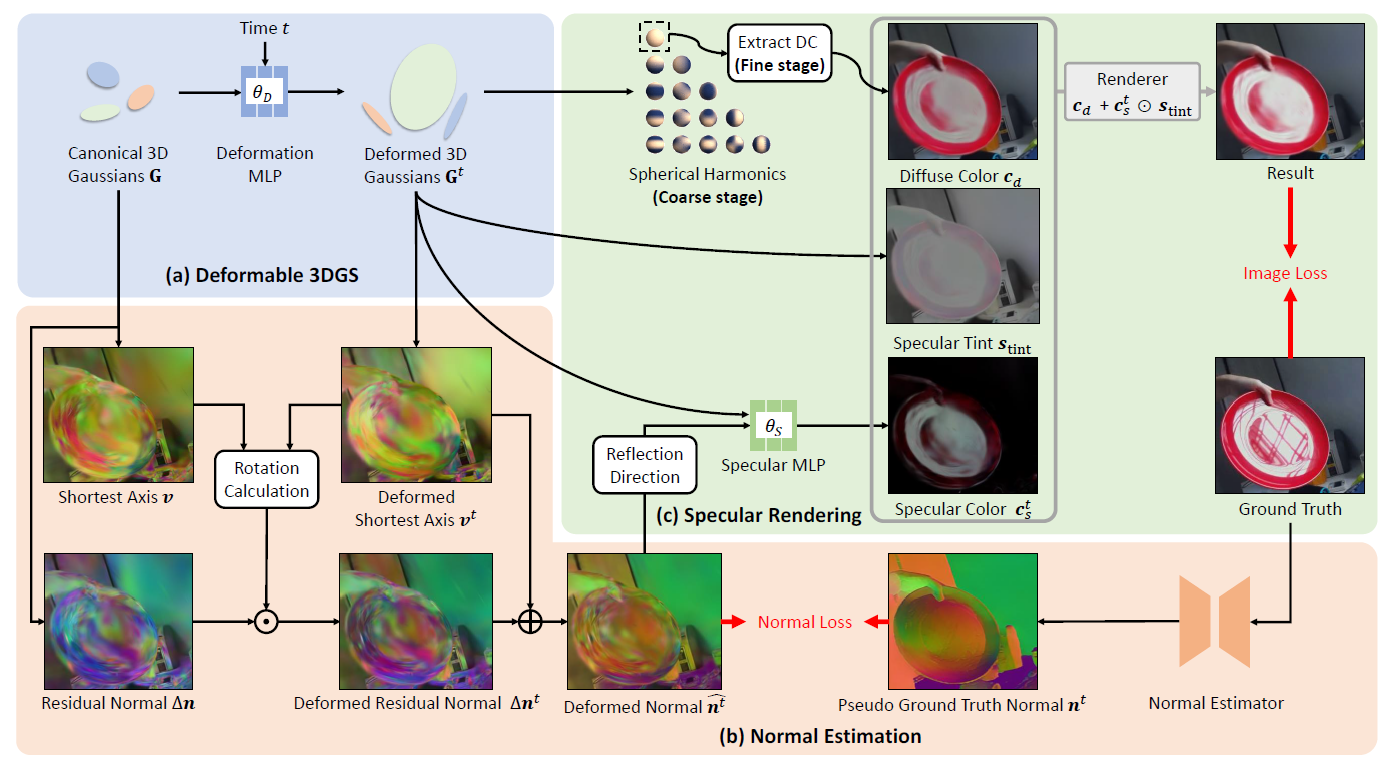 Time t
θ_D
Canonical 3D
Gaussians G
Deformation
MLP
Deformed 3D
Gaussians G^t
(a) Deformable 3DGS
Extract DC
(Fine stage)
Spherical Harmonics
(Coarse stage)
Diffuse Color c_d
Renderer
c_d + c_s^t ⊙ s_tint
Result
Image Loss
Specular Tint s_tint
θ_S
Specular MLP
Reflection
Direction
Specular Color c_s^t
Ground Truth
(c) Specular Rendering
Shortest Axis v
Rotation
Calculation
Deformed
Shortest Axis v^t
Residual Normal Δn
Deformed Residual Normal Δn^t
Deformed Normal \widehat{n^t}
Normal Loss
Pseudo Ground Truth Normal n^t
Normal Estimator
(b) Normal Estimation